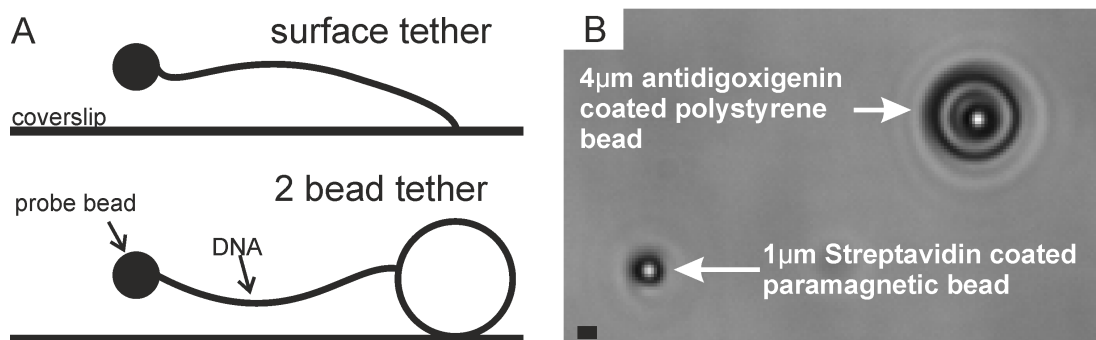 A
surface tether
coverslip
2 bead tether
probe bead
DNA
B
4µm antidigoxigenin
coated polystyrene
bead
1µm Streptavidin coated
paramagnetic bead